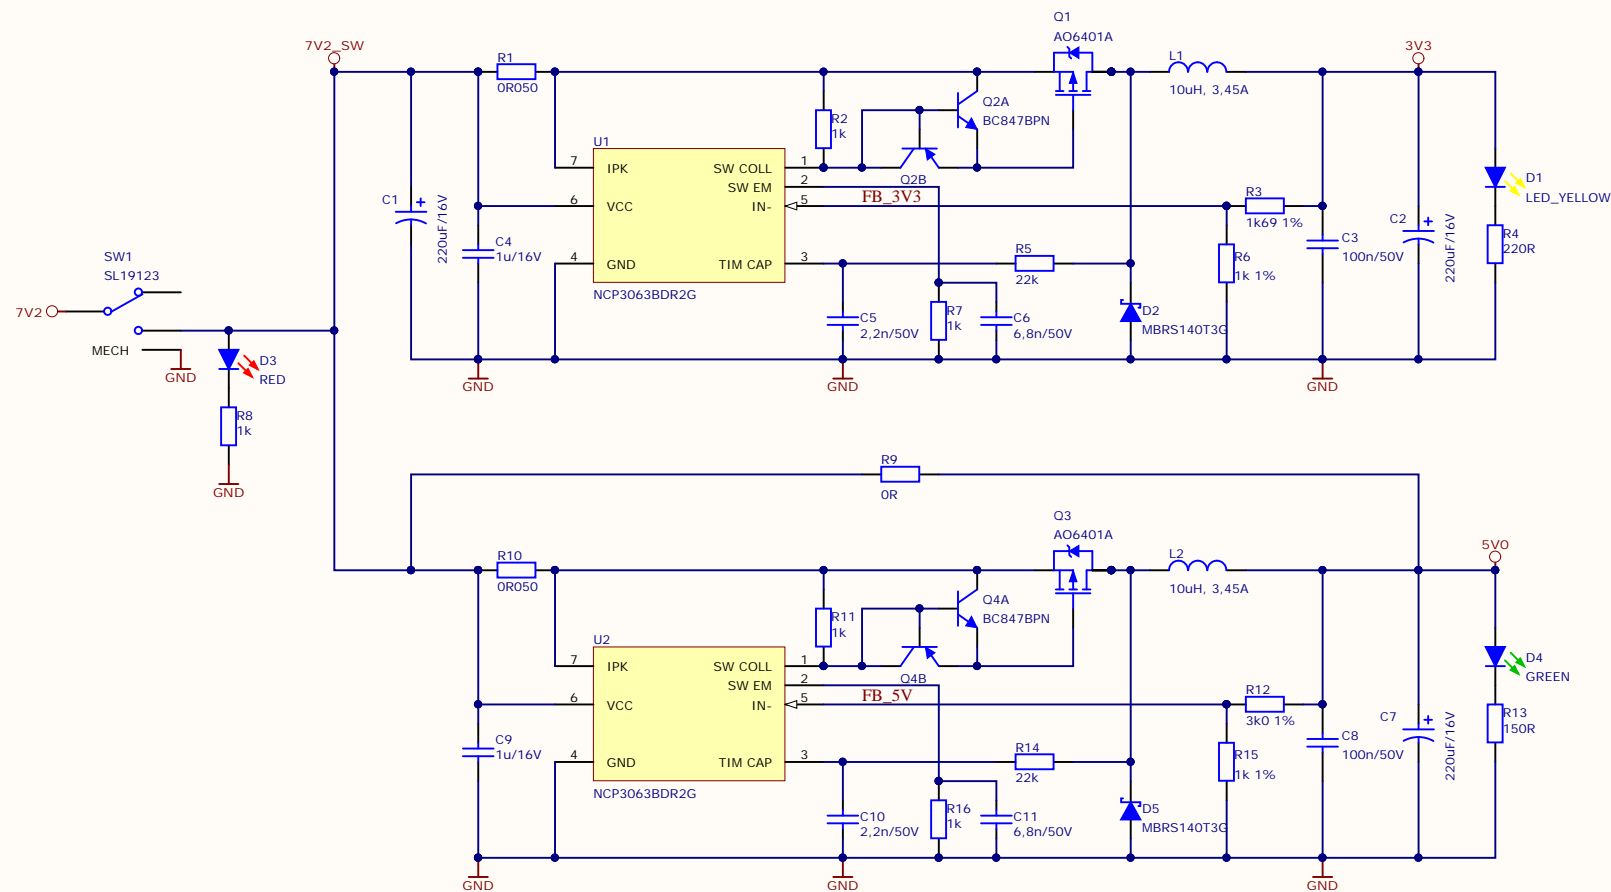 7V2_SW
R1
0R050
Q1
AO6401A
L1
10uH, 3,45A
3V3
R2
1k
Q2A
BC847BPN
U1
7
IPK
SW COLL
1
SW EM
2
6
VCC
IN-
5
4
GND
TIM CAP
3
NCP3063BDR2G
Q2B
FB_3V3
C1
+
220uF/16V
C4
1u/16V
R3
1k69 1%
R5
22k
R6
1k 1%
C3
100n/50V
C2
+
220uF/16V
D1
LED_YELLOW
R4
220R
C5
2,2n/50V
R7
1k
C6
6,8n/50V
D2
MBRS140T3G
GND
GND
GND
SW1
SL19123
7V2
MECH
GND
D3
RED
R8
1k
GND
R9
0R
R10
0R050
Q3
AO6401A
L2
10uH, 3,45A
5V0
R11
1k
Q4A
BC847BPN
U2
7
IPK
SW COLL
1
SW EM
2
6
VCC
IN-
5
4
GND
TIM CAP
3
NCP3063BDR2G
Q4B
FB_5V
C9
1u/16V
R12
3k0 1%
R14
22k
R15
1k 1%
C8
100n/50V
C7
+
220uF/16V
D4
GREEN
R13
150R
C10
2,2n/50V
R16
1k
C11
6,8n/50V
D5
MBRS140T3G
GND
GND
GND